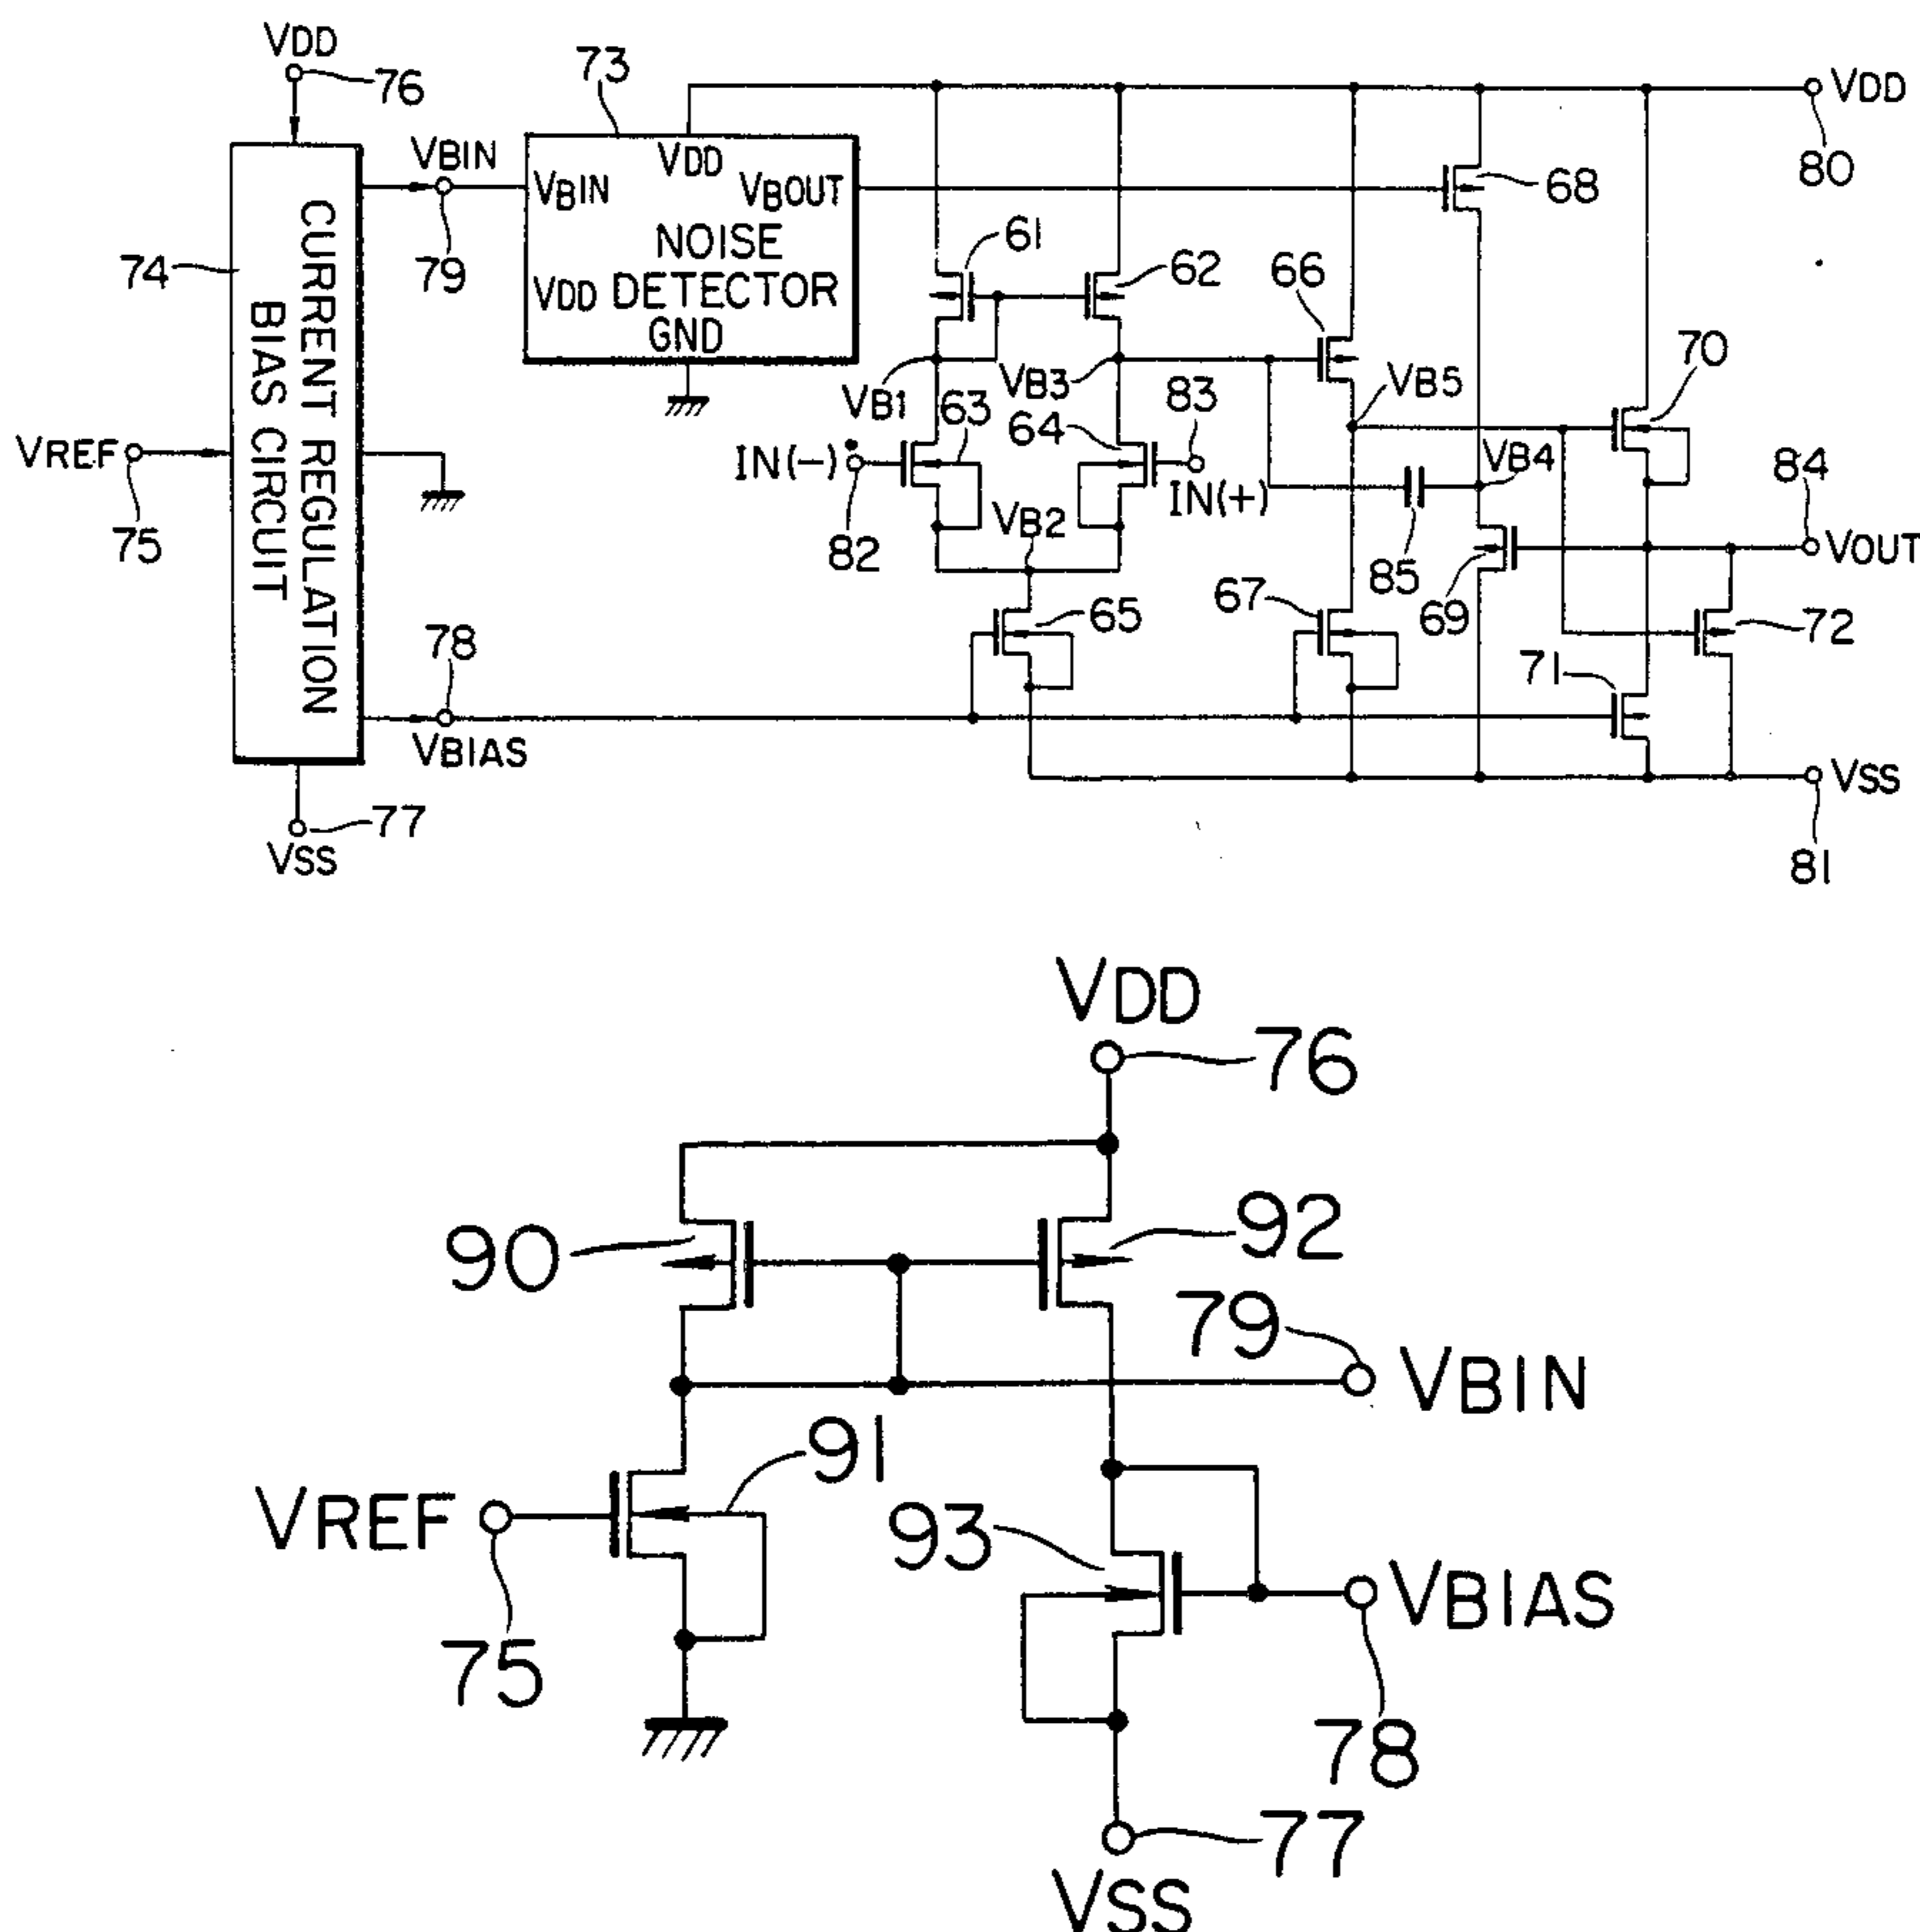 VDD
76
73
VDD
80
VBIN
VBIN
VDD
VBOUT
68
NOISE
VDD DETECTOR
GND
79
74
CURRENT REGULATION
BIAS CIRCUIT
61
62
66
70
VB1
63
VB3
64
83
VB5
IN(-)
82
IN(+)
VB4
84
VREF
75
VB2
85
VOUT
65
67
69
72
71
78
VBIAS
VSS
77
VSS
81
VDD
76
90
92
79
VBIN
91
VREF
75
93
VBIAS
78
77
VSS